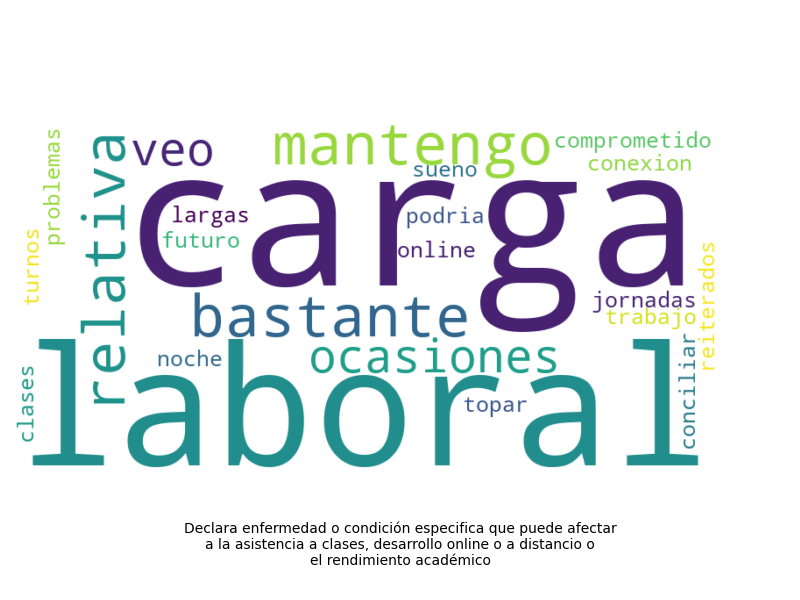 mantengo
comprometido
veo
conexion
sueno
problemas
relativa
carga
largas
podria
futuro
online
turnos
jornadas
bastante
trabajo
reiterados
ocasiones
noche
laboral
clases
topar
conciliar
Declara enfermedad o condición especifica que puede afectar
a la asistencia a clases, desarrollo online o a distancio o
el rendimiento académico